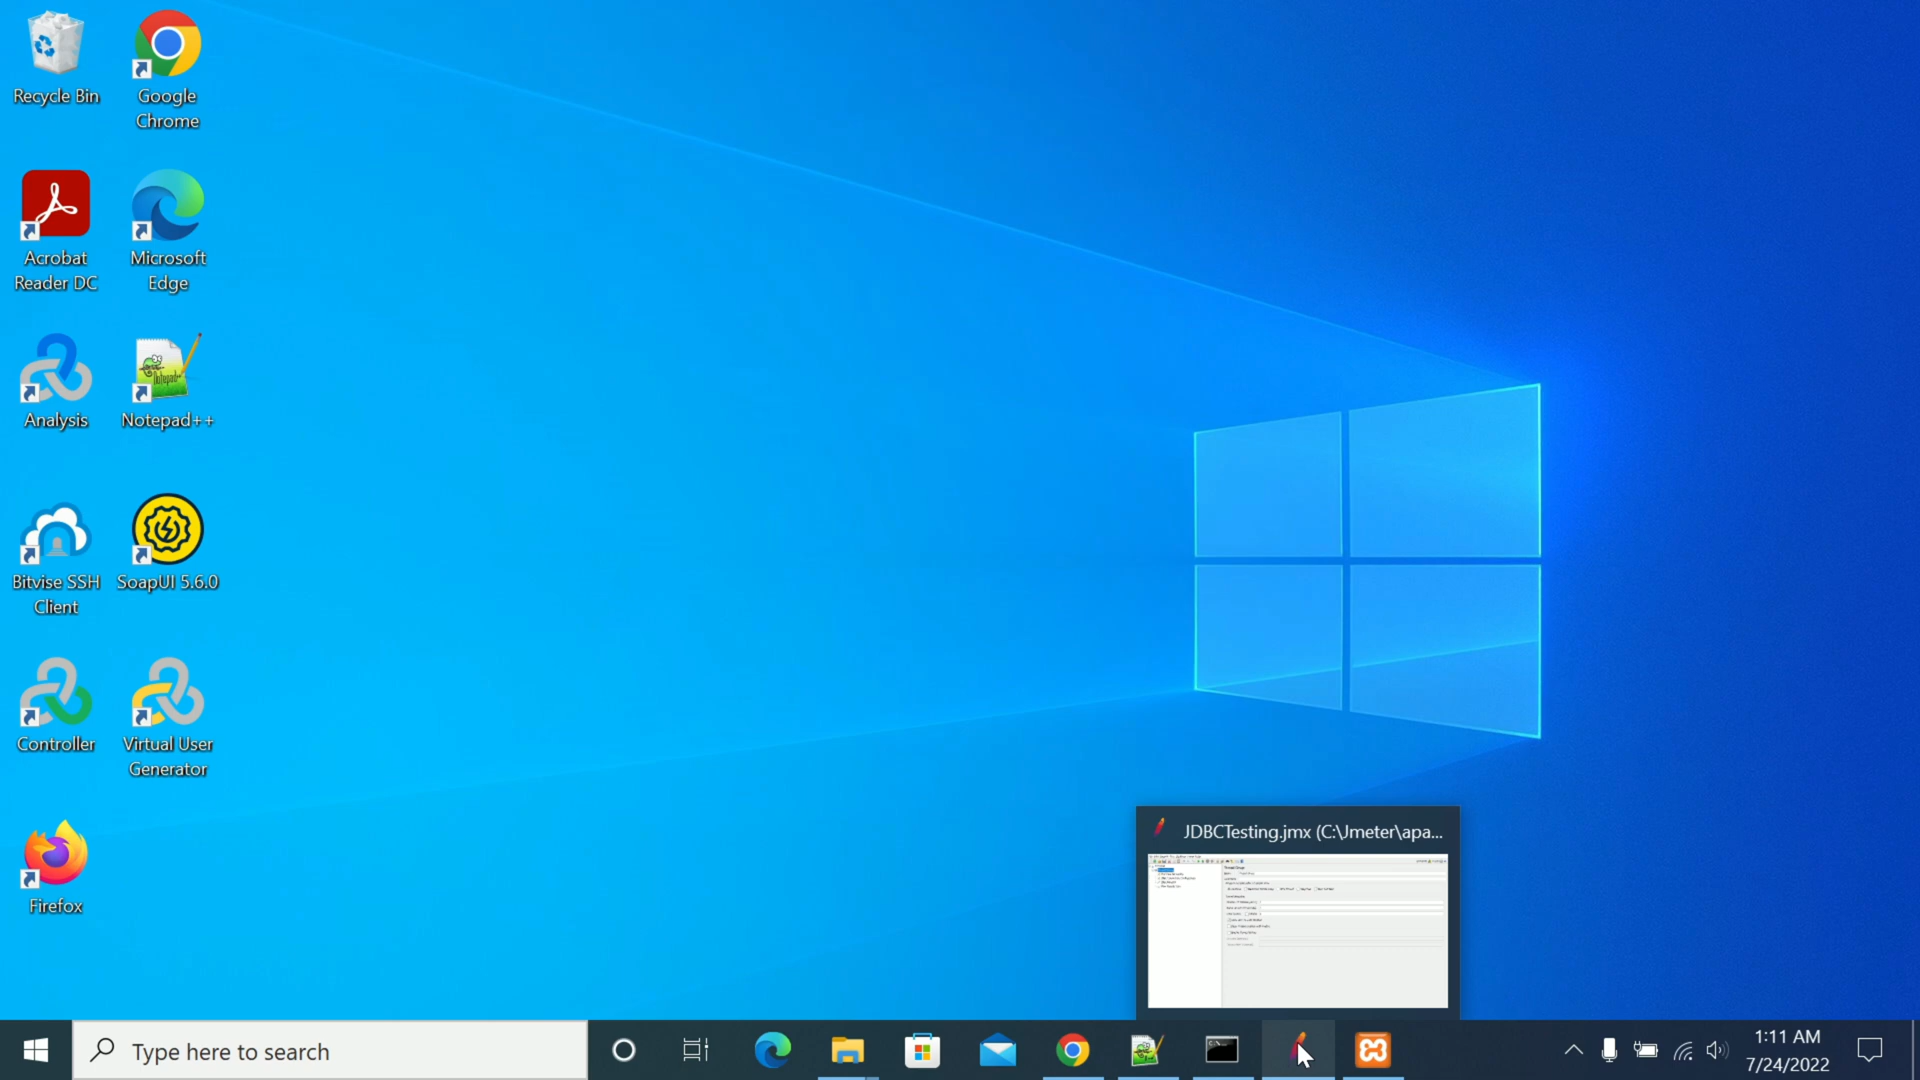 Recycle Bin
Google
Chrome
Acrobat
Reader DC
Microsoft
Edge
Analysis
Notepad++
Bitvise SSH
Client
SoapUI 5.6.0
Controller
Virtual User
Generator
Firefox
JDBCTesting.jmx (C:\Jmeter\apa...
Type here to search
1:11 AM
7/24/2022